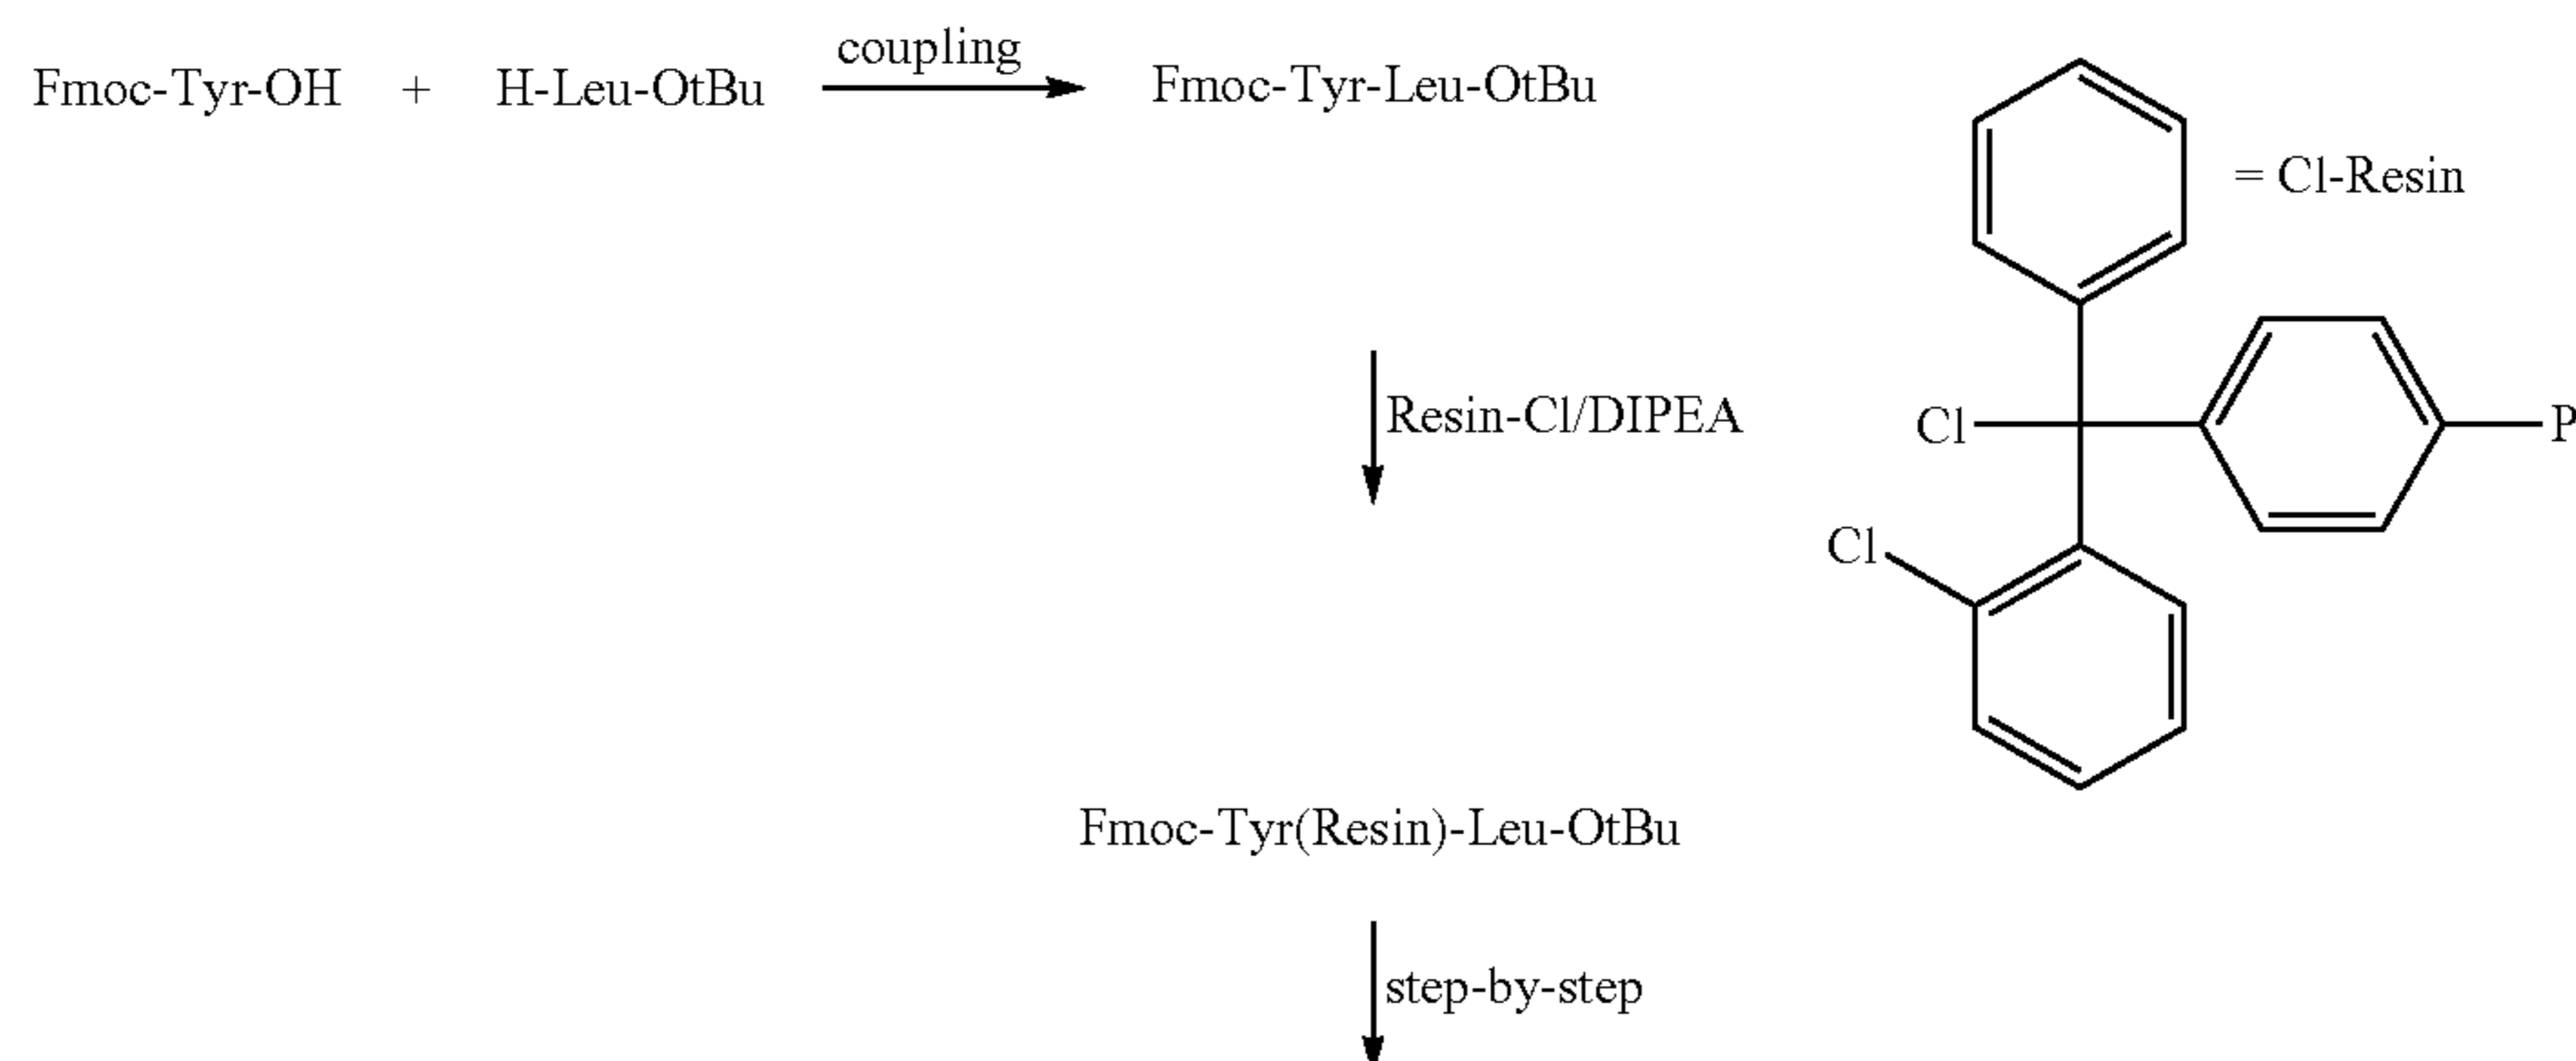 coupling
Fmoc-Tyr-OH + H-Leu-OtBu Fmoc-Tyr-Leu-OtBu
= Cl-Resin
Resin-Cl/DIPEA
Cl
P
Cl
Fmoc-Tyr(Resin)-Leu-OtBu
step-by-step